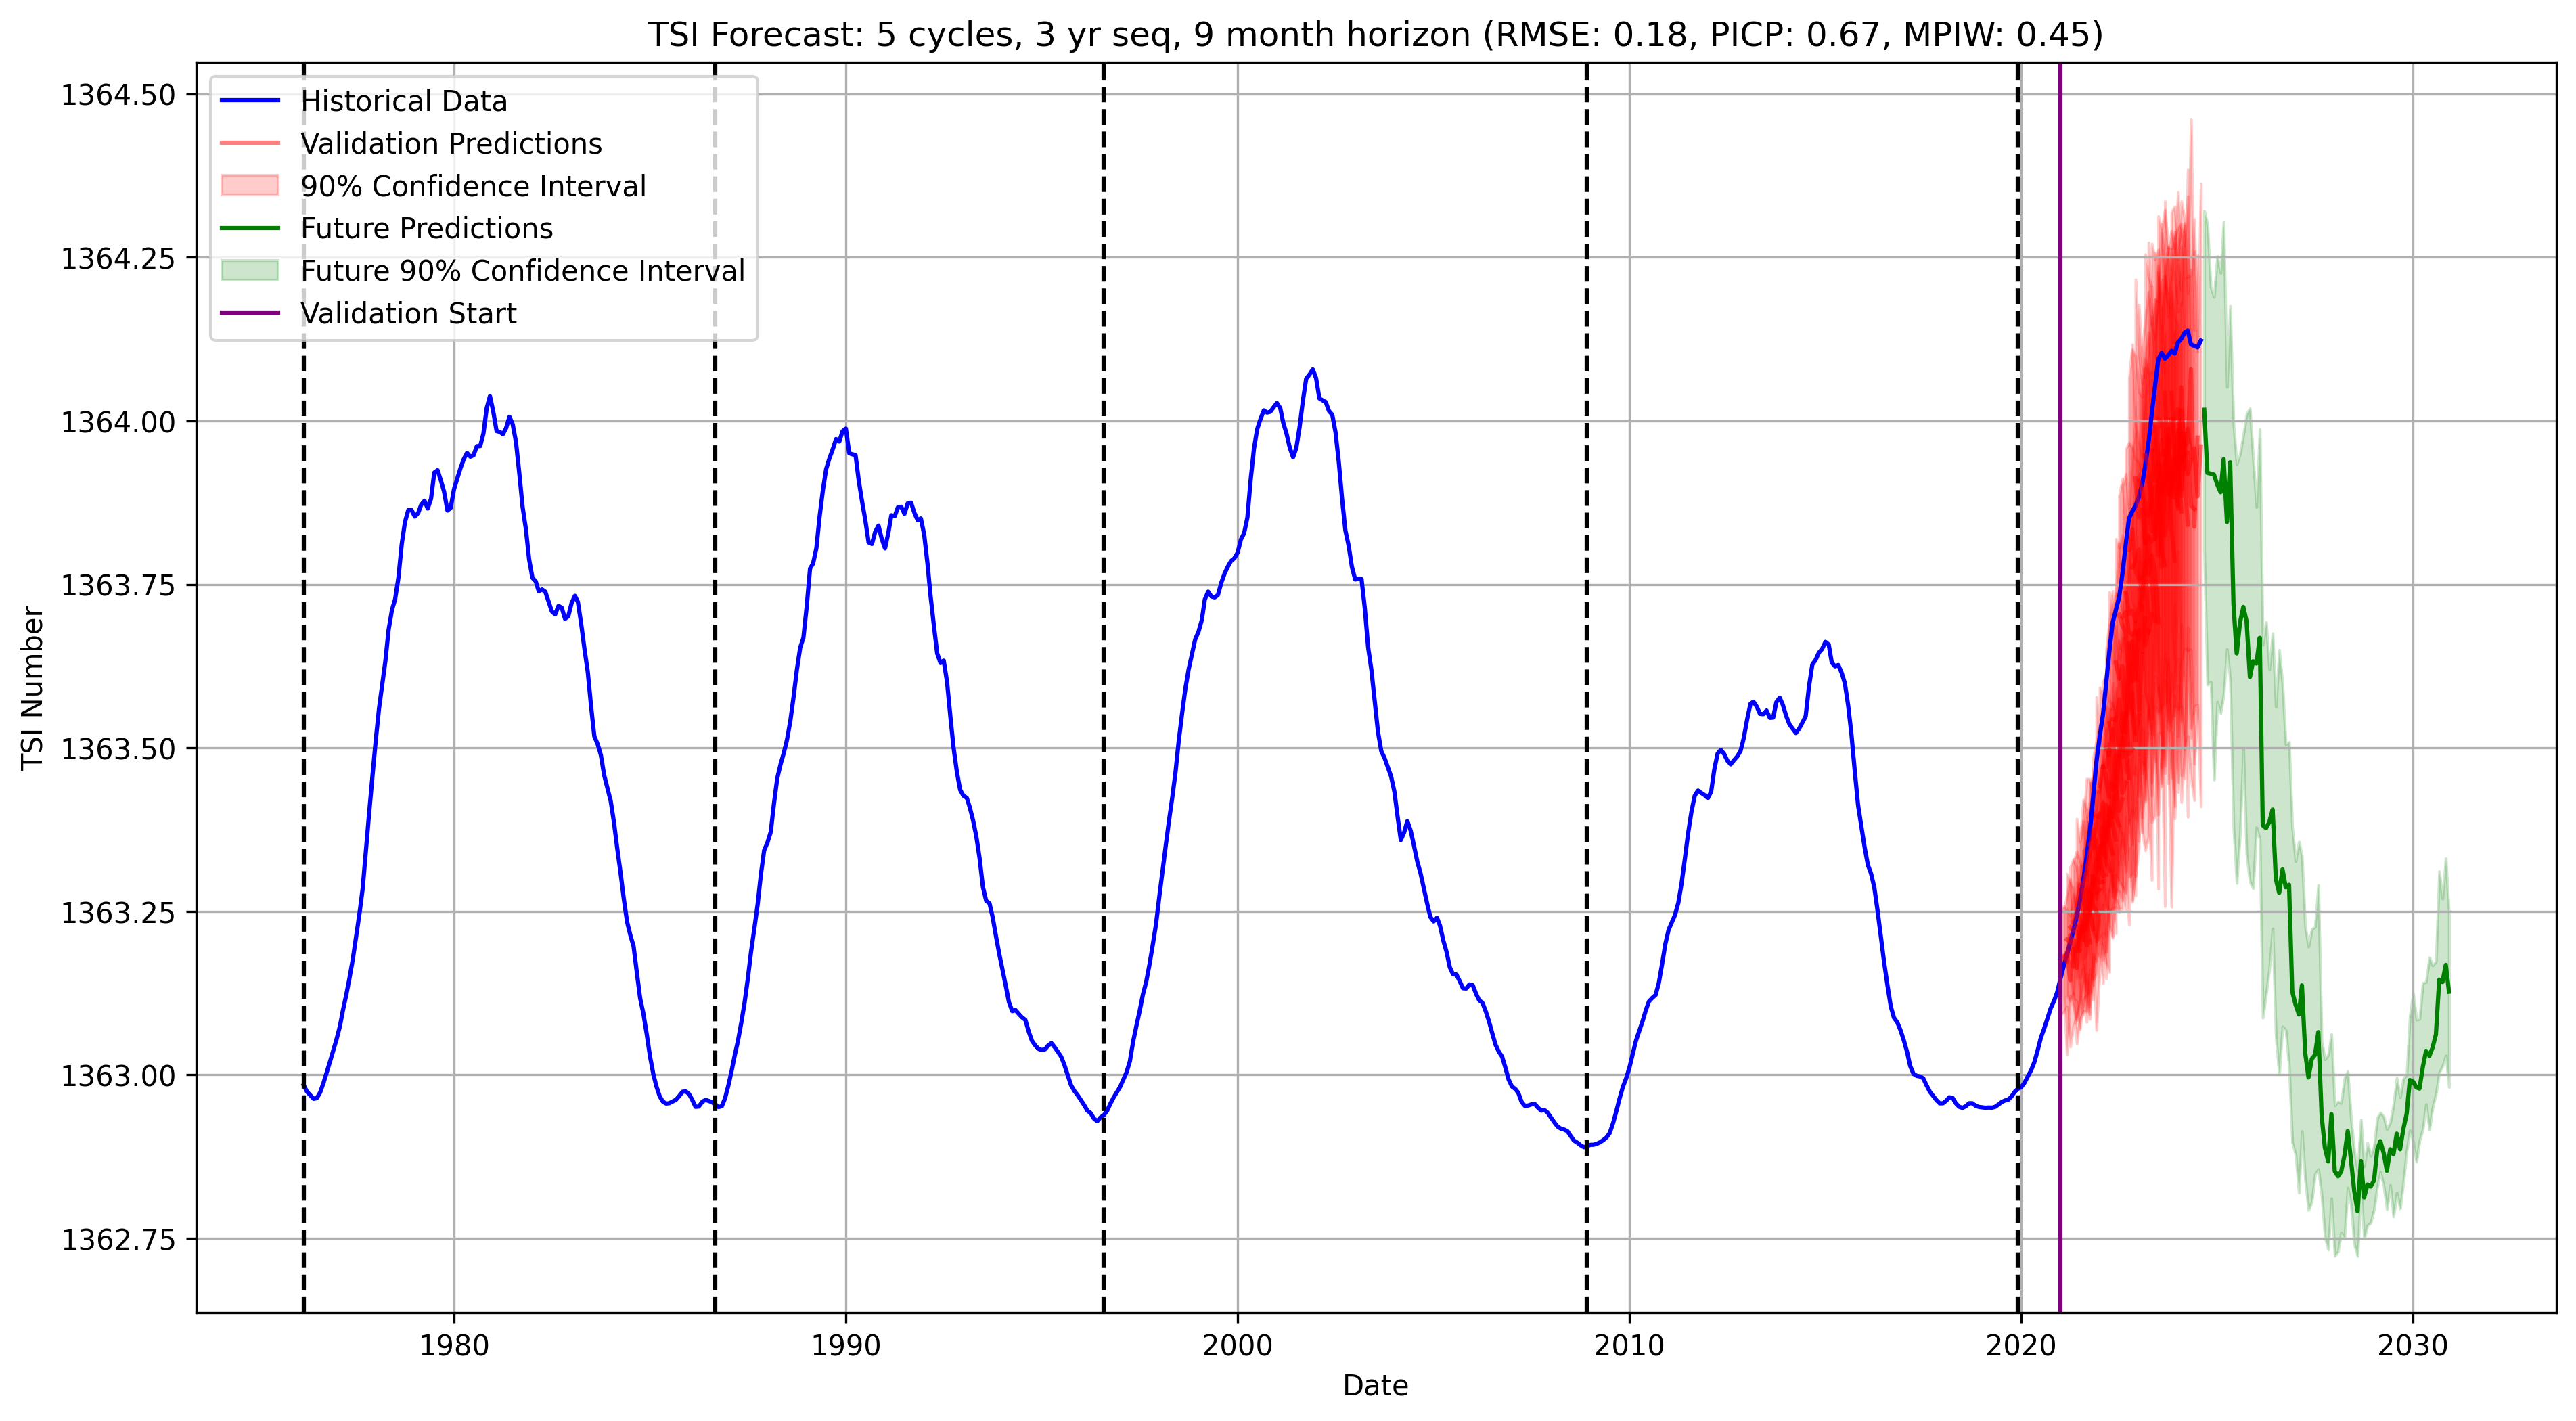 TSI Forecast: 5 cycles, 3 yr seq, 9 month horizon (RMSE: 0.18, PICP: 0.67, MPIW: 0.45)
Historical Data
Validation Predictions
90% Confidence Interval
Future Predictions
Future 90% Confidence Interval
Validation Start
TSI Number
1364.50
1364.25
1364.00
1363.75
1363.50
1363.25
1363.00
1362.75
1980
1990
2000
2010
2020
2030
Date